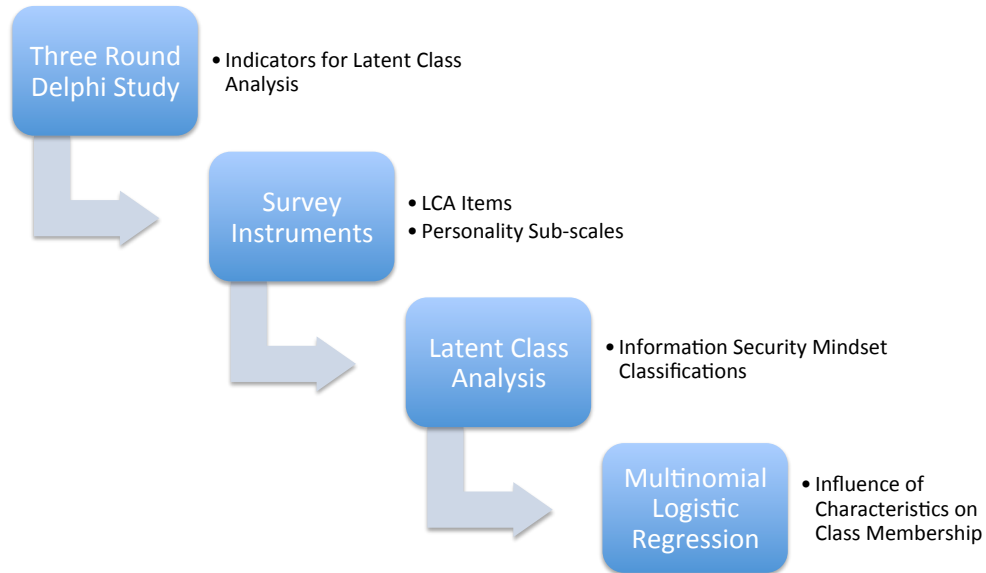 Three Round
Delphi Study
• Indicators for Latent Class
Analysis
Survey
Instruments
• LCA Items
• Personality Sub-scales
Latent Class
Analysis
• Information Security Mindset
Classifications
Multinomial
Logistic
Regression
• Influence of
Characteristics on
Class Membership